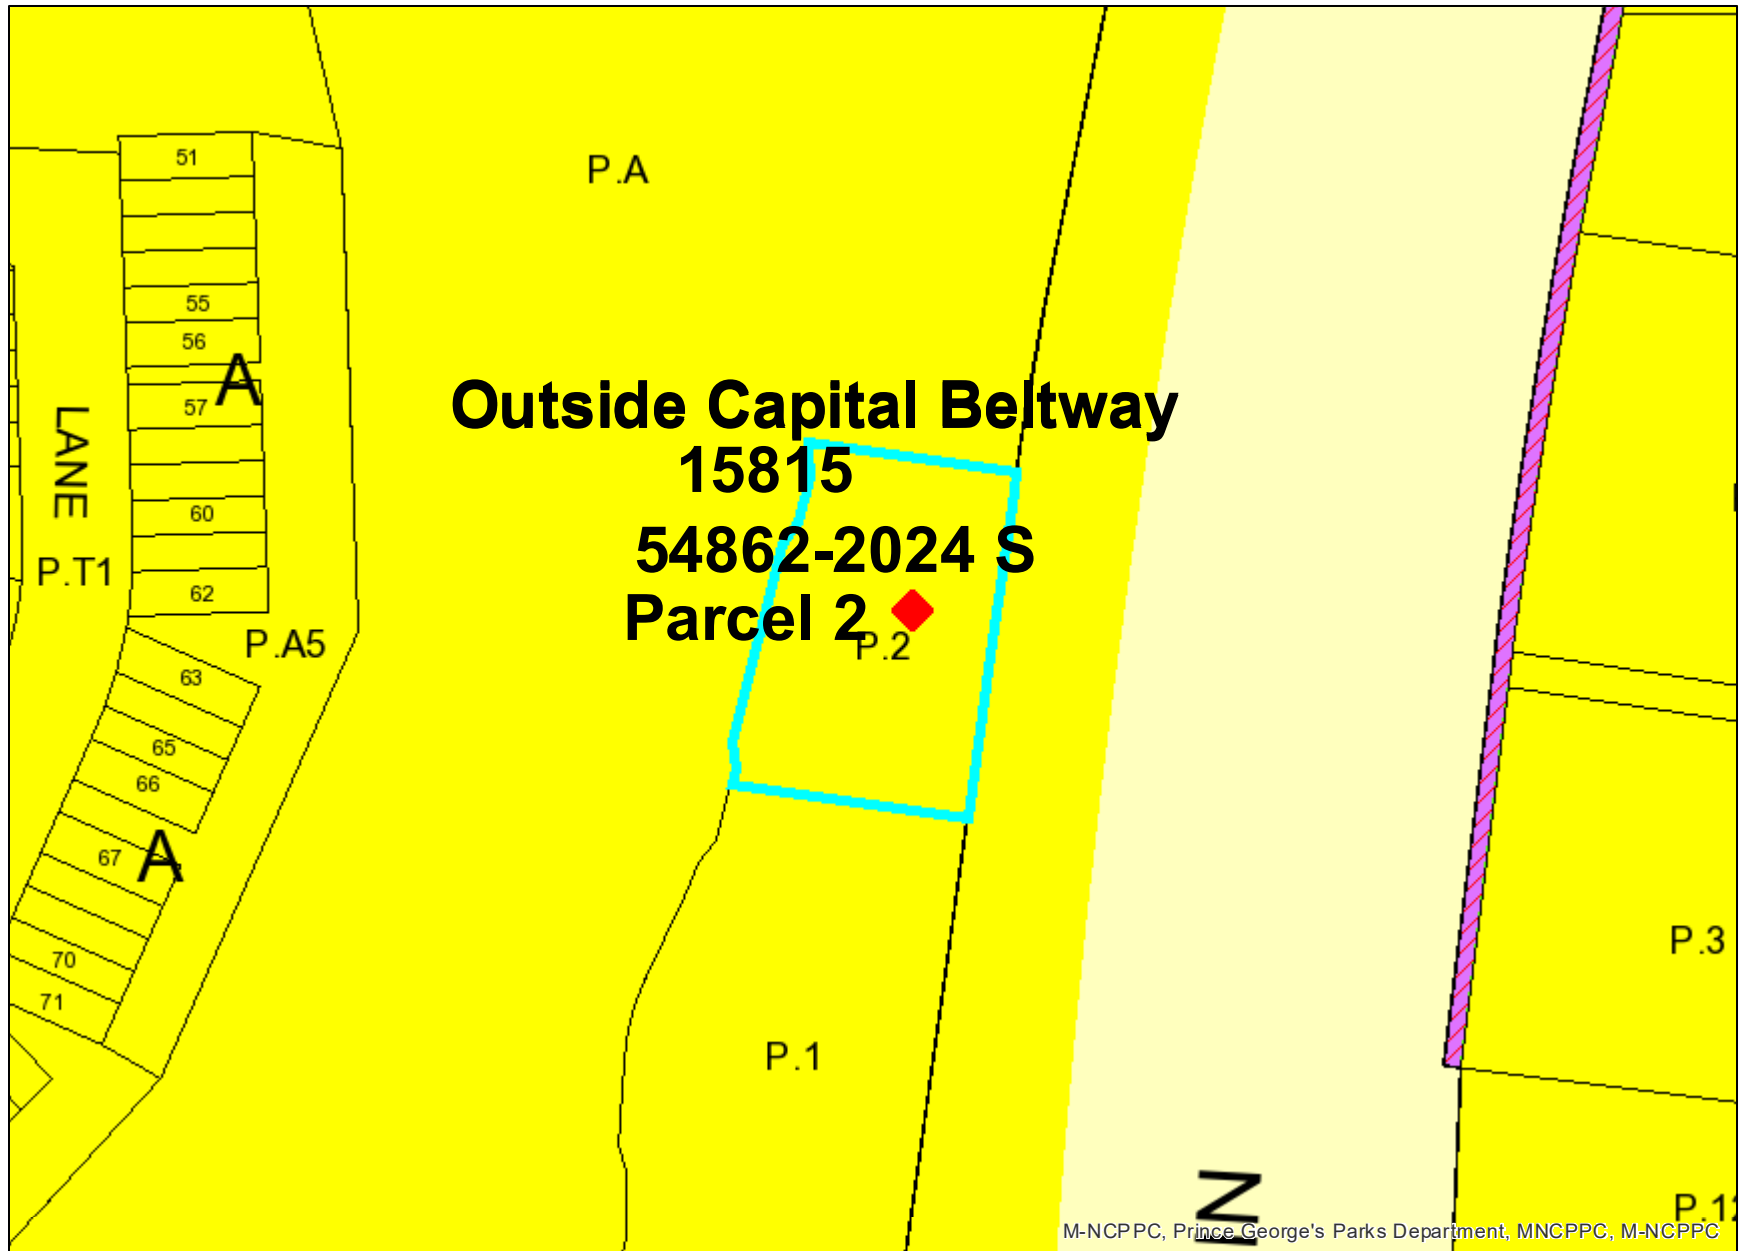 51
P.A
55
56
A
57
LANE
Outside Capital Beltway
15815
60
54862-2024 S
P.T1
62
Parcel 2
P.2
P.A5
63
65
66
67
A
70
71
P.3
P.1
N
M-NCPPC, Prince George's Parks Department, MNCPPC, M-NCPPC